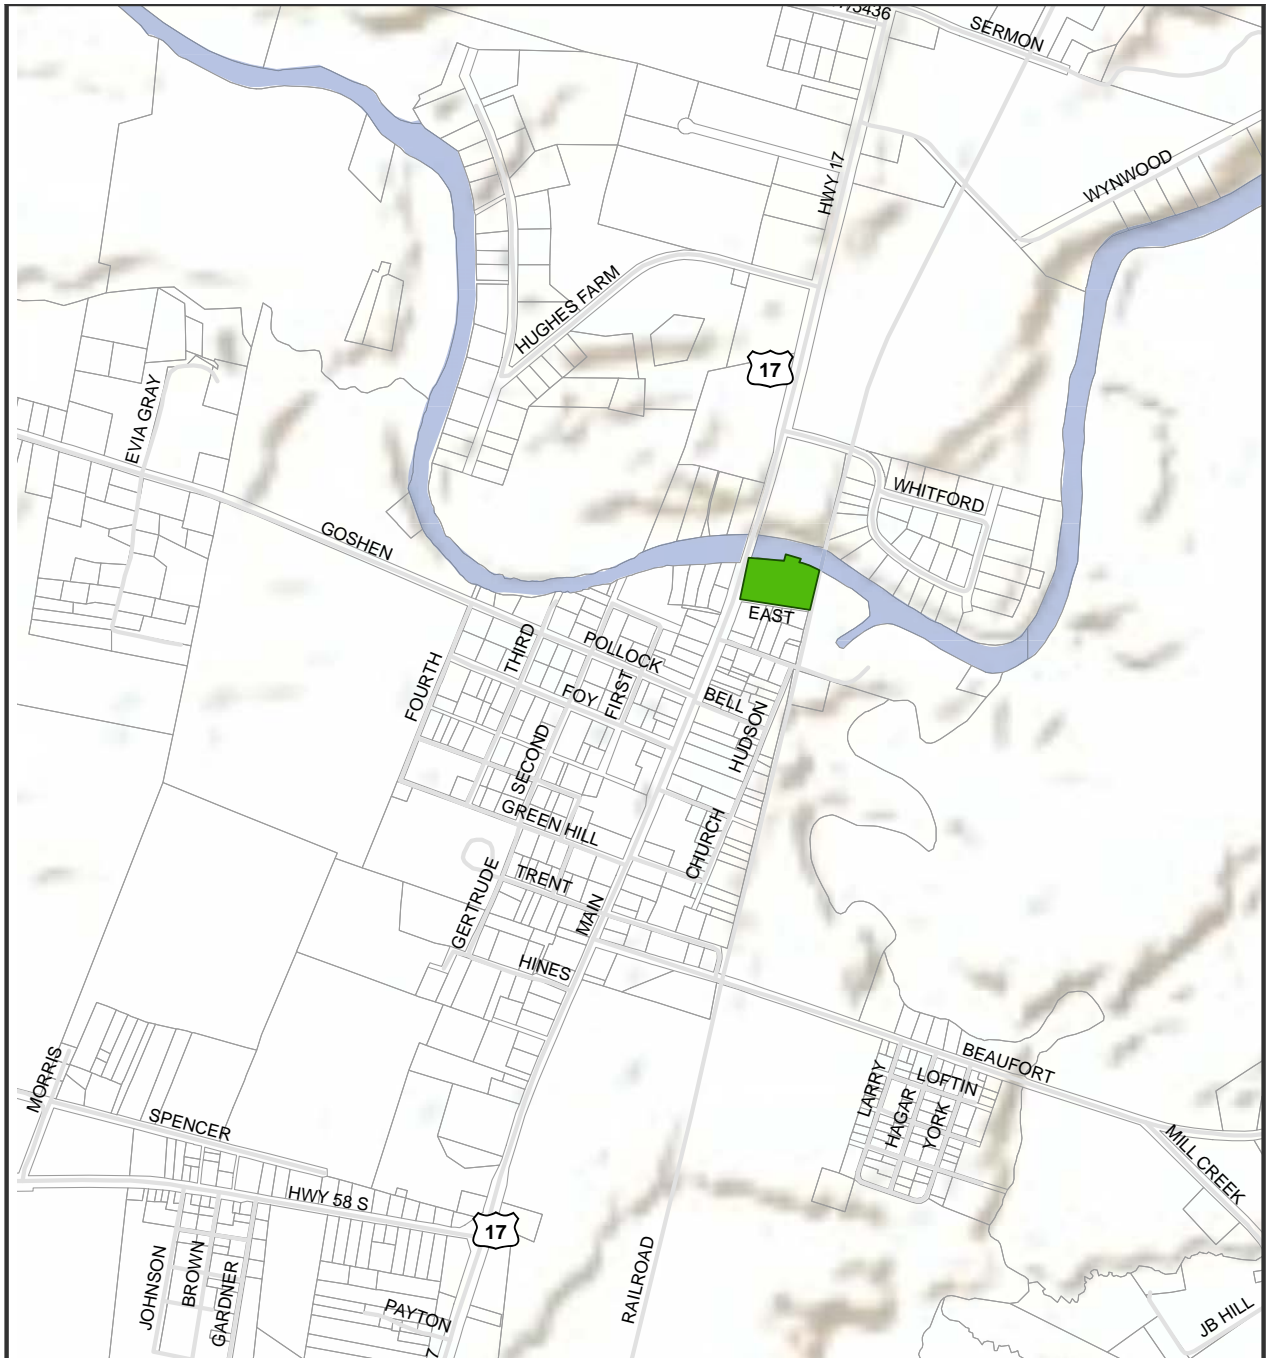 SERMON
WYNWOOD
HWY 17
HUGHES FARM
17
EVIA GRAY
WHITFORD
GOSHEN
EAST
POLLOCK
THIRD
FOURTH
FOY
FIRST
BELL
HUDSON
SECOND
GREEN HILL
CHURCH
TRENT
GERTRUDE
MAIN
HINES
BEAUFORT
LOFTIN
LARRY
HAGAR
YORK
MORRIS
SPENCER
MILL CREEK
HWY 58 S
17
JOHNSON
BROWN
GARDNER
RAILROAD
PAYTON
JB HILL
7